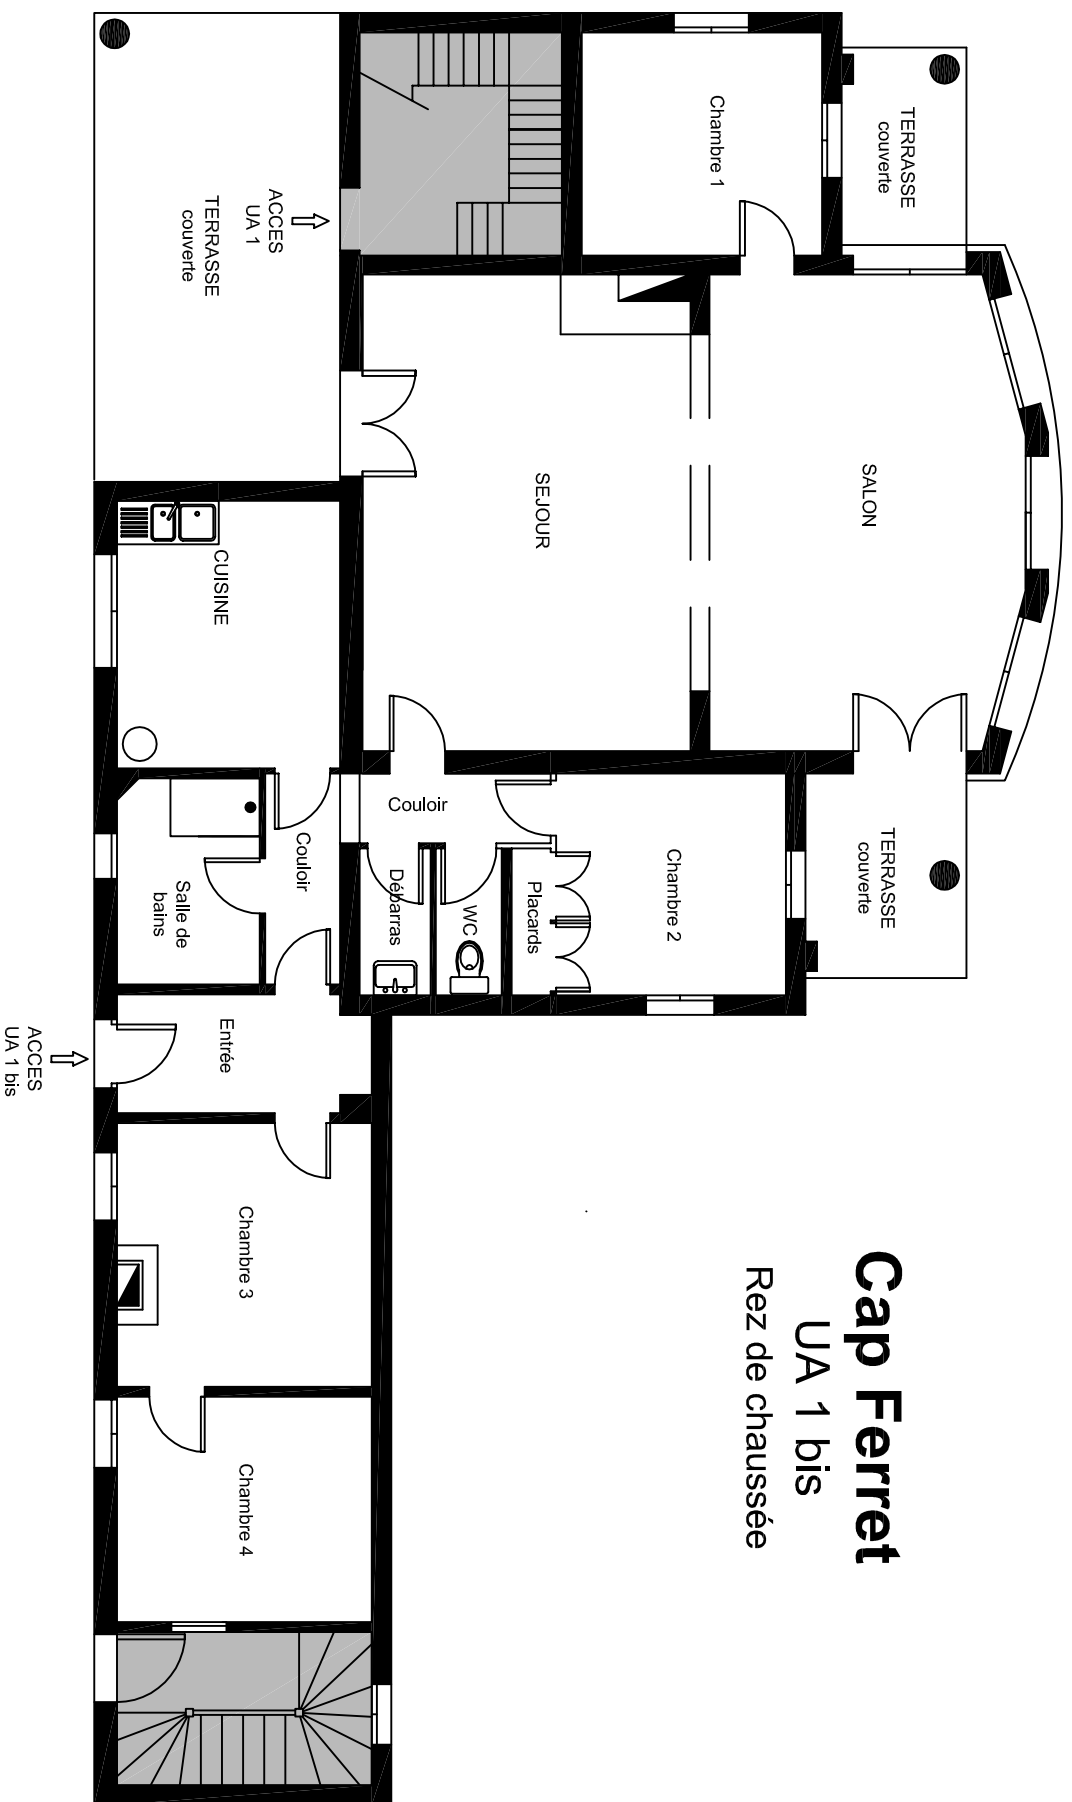 Cap Ferret
UA 1 bis
Rez de chaussée
TERRASSE
couverte
TERRASSE
couverte
SALON
Chambre 1
Chambre 2
SEJOUR
Placards
WC
Débarras
Couloir
Couloir
ACCES
UA 1
TERRASSE
couverte
CUISINE
Salle de
bains
Entrée
Chambre 3
Chambre 4
ACCES
UA 1 bis